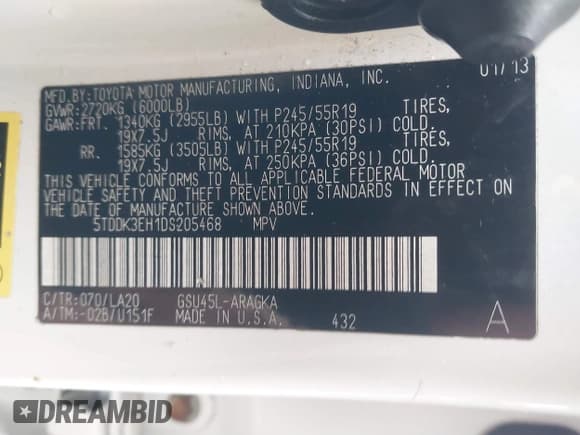 MFD.BY:TOYOTA MOTOR MANUFACTURING, INDIANA, INC. 01/13
GVWR:2720KG (6000LB)
GAWR:FRT. 1340KG (2955LB) WITH P245/55R19 TIRES,
19X7.5J RIMS, AT 210KPA (30PSI) COLD.
RR. 1585KG (3505LB) WITH P245/55R19 TIRES,
19X7.5J RIMS, AT 250KPA (36PSI) COLD.
THIS VEHICLE CONFORMS TO ALL APPLICABLE FEDERAL MOTOR
VEHICLE SAFETY AND THEFT PREVENTION STANDARDS IN EFFECT ON
THE DATE OF MANUFACTURE SHOWN ABOVE.
5TDDK3EH1DS205468 MPV
C/TR:070/LA20 GSU45L-ARAGKA
A/TM:-02B/U151F MADE IN U.S.A. 432 A
DREAMBID